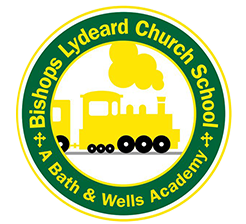 Bishops Lydeard Church School
A Bath & Wells Academy